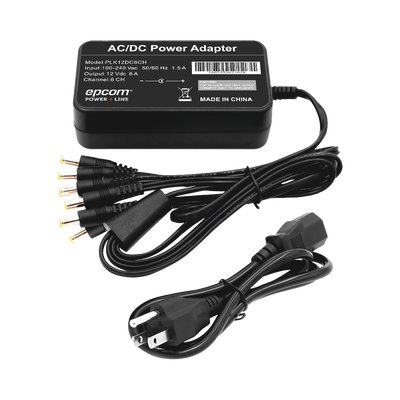 AC/DC Power Adapter
Model:PLK12DC6CH
Input:100-240 Vac 50/60 Hz 1.5 A
Output:12 Vdc 6 A
Channel:6 CH
epcom®
POWER LINE
MADE IN CHINA